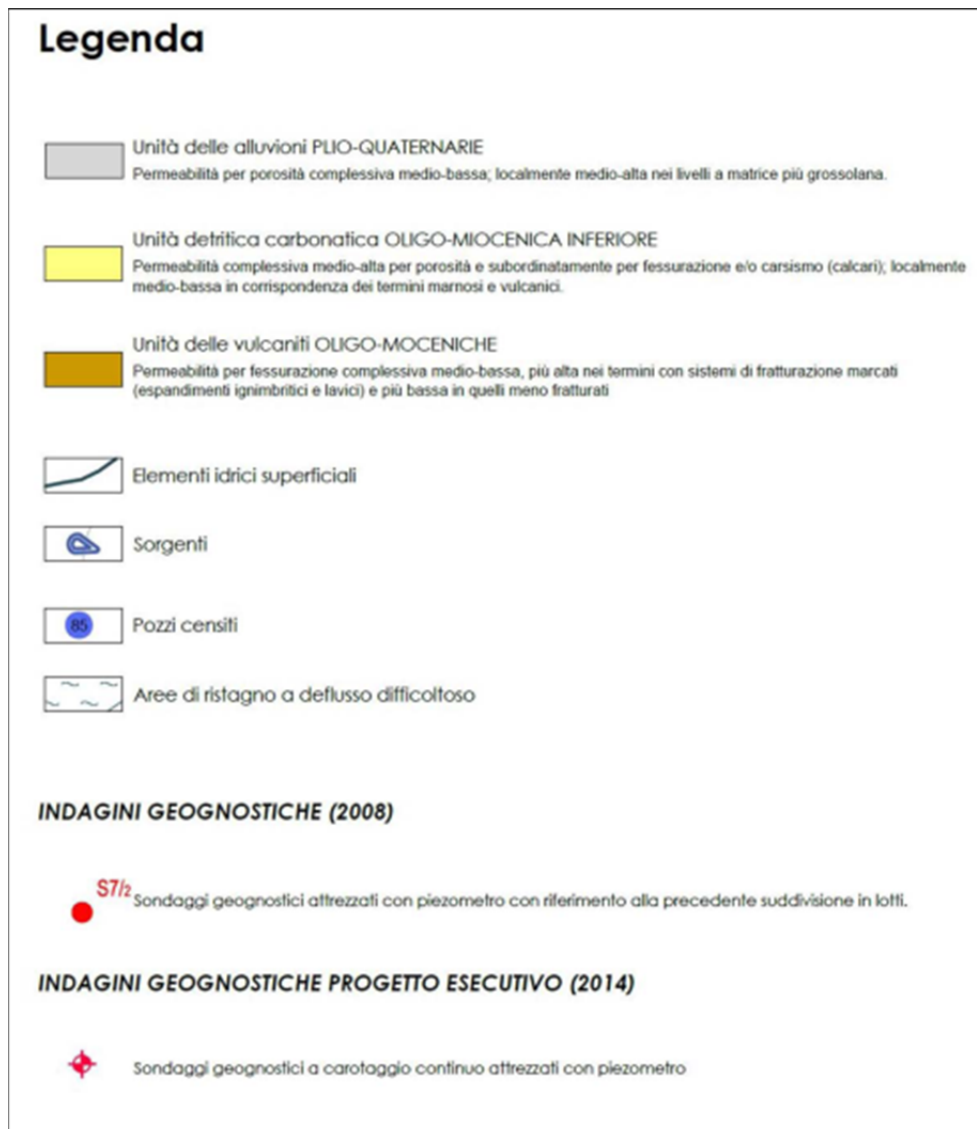 Legenda
Unità delle alluvioni PLIO-QUATERNARIE
Permeabilità per porosità complessiva medio-bassa; localmente medio-alta nei livelli a matrice più grossolana.
Unità detritica carbonatica OLIGO-MIOCENICA INFERIORE
Permeabilità complessiva medio-alta per porosità e subordinatamente per fessurazione e/o carsismo (calcari); localmente
medio-bassa in corrispondenza dei termini marnosi e vulcanici.
Unità delle vulcaniti OLIGO-MOCENICHE
Permeabilità per fessurazione complessiva medio-bassa, più alta nei termini con sistemi di fratturazione marcati
(espandimenti ignimbritici e lavici) e più bassa in quelli meno fratturati
Elementi idrici superficiali
Sorgenti
85 Pozzi censiti
Aree di ristagno a deflusso difficoltoso
INDAGINI GEOGNOSTICHE (2008)
S7/2 Sondaggi geognostici attrezzati con piezometro con riferimento alla precedente suddivisione in lotti.
INDAGINI GEOGNOSTICHE PROGETTO ESECUTIVO (2014)
Sondaggi geognostici a carotaggio continuo attrezzati con piezometro